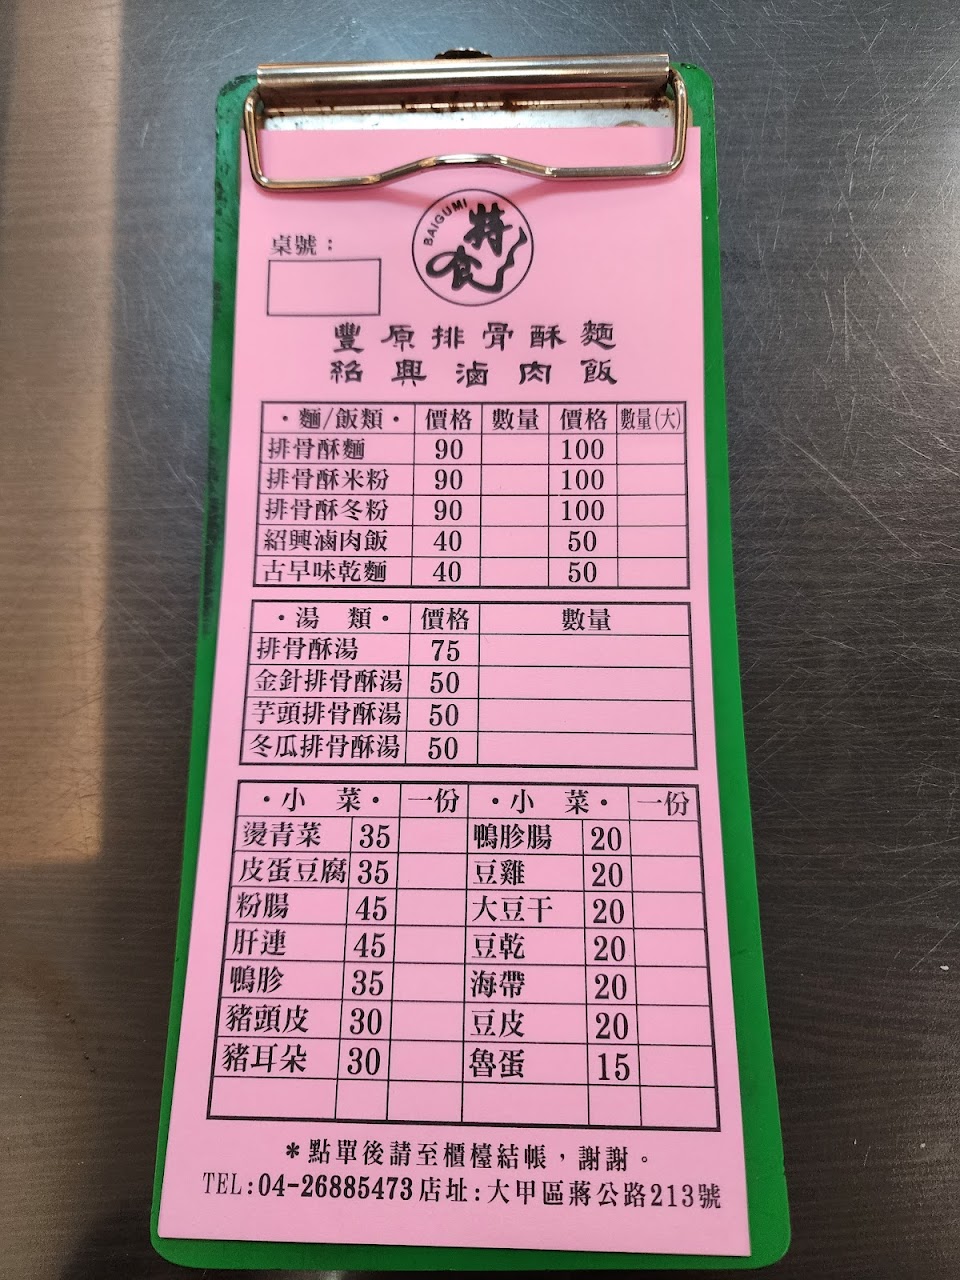 BAIGUMI
特食
桌號：
豐原排骨酥麵
紹興滷肉飯
・麵/飯類・ 價格 數量 價格 數量(大)
排骨酥麵 90 100
排骨酥米粉 90 100
排骨酥冬粉 90 100
紹興滷肉飯 40 50
古早味乾麵 40 50
・湯 類・ 價格 數量
排骨酥湯 75
金針排骨酥湯 50
芋頭排骨酥湯 50
冬瓜排骨酥湯 50
・小 菜・ 一份 ・小 菜・ 一份
燙青菜 35 鴨胗腸 20
皮蛋豆腐 35 豆雞 20
粉腸 45 大豆干 20
肝連 45 豆乾 20
鴨胗 35 海帶 20
豬頭皮 30 豆皮 20
豬耳朵 30 魯蛋 15
＊點單後請至櫃檯結帳，謝謝。
TEL:04-26885473店址:大甲區蔣公路213號